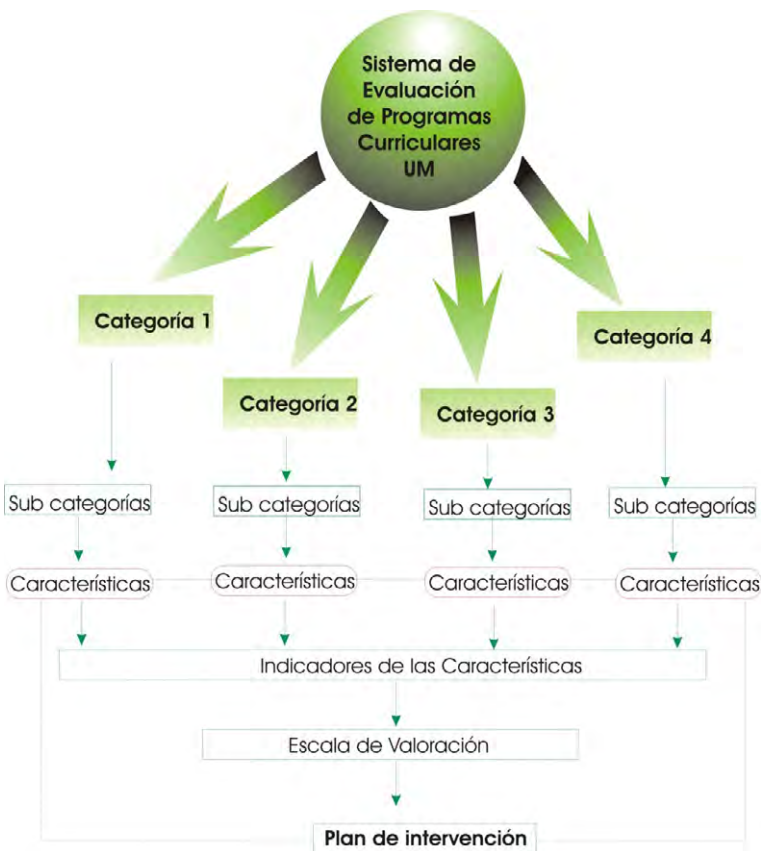 Sistema de
Evaluación
de Programas
Curriculares
UM
Categoría 1
Categoría 4
Categoría 2
Categoría 3
Sub categorías
Sub categorías
Sub categorías
Sub categorías
Características
Características
Características
Características
Indicadores de las Características
Escala de Valoración
Plan de intervención